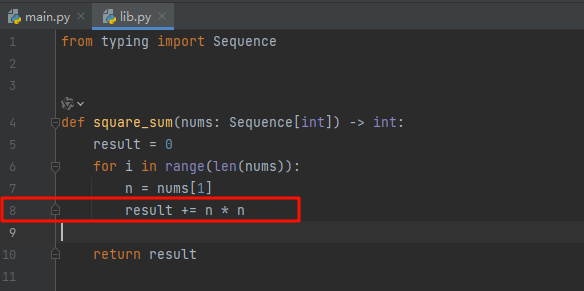 main.py lib.py
1 from typing import Sequence
2
3
4 def square_sum(nums: Sequence[int]) -> int:
5     result = 0
6     for i in range(len(nums)):
7         n = nums[1]
8         result += n * n
9
10     return result
11